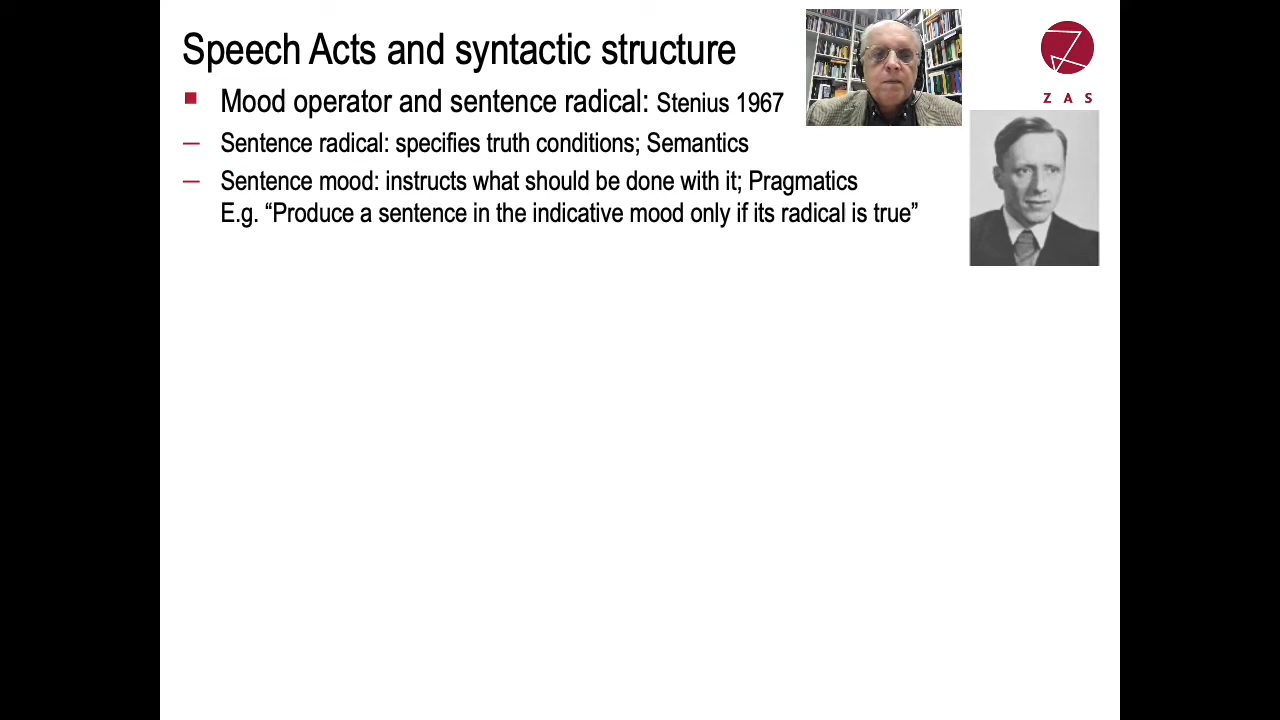 Speech Acts and syntactic structure
Mood operator and sentence radical: Stenius 1967
Sentence radical: specifies truth conditions; Semantics
Sentence mood: instructs what should be done with it; Pragmatics
E.g. “Produce a sentence in the indicative mood only if its radical is true”
Z A S